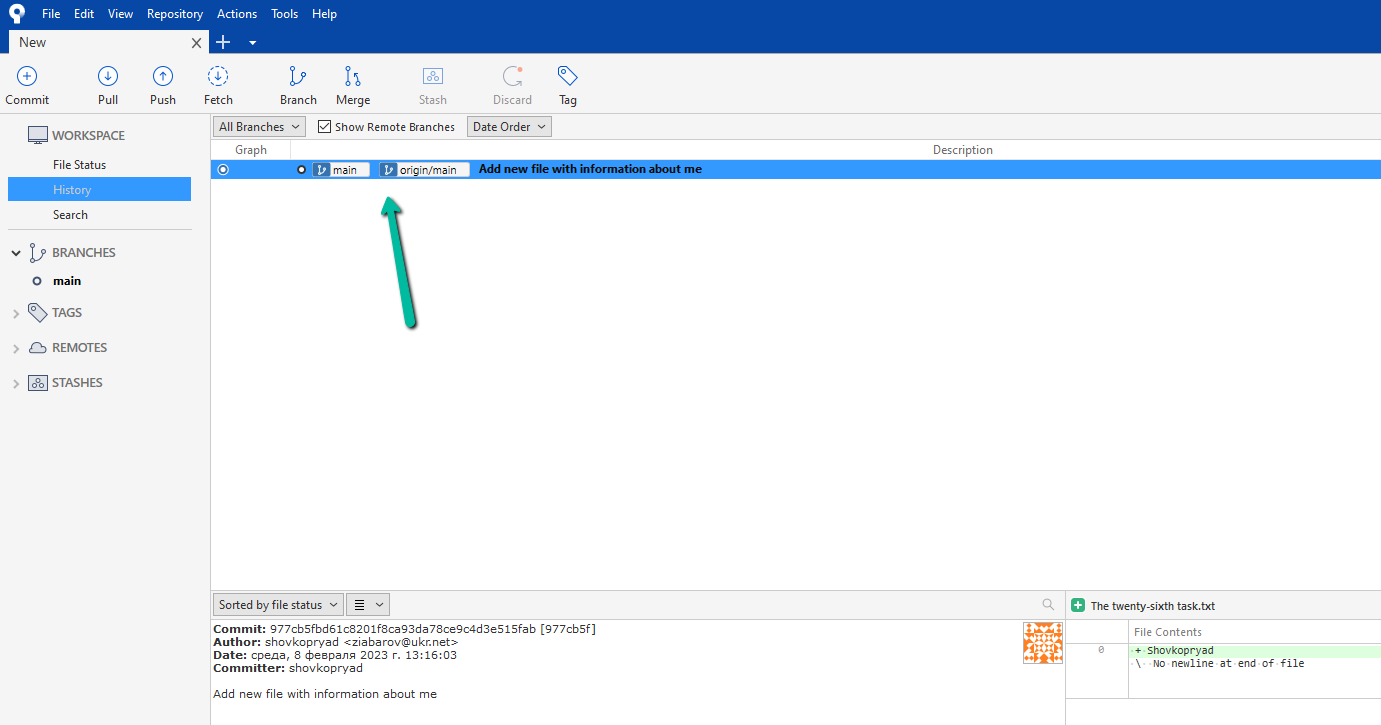 File Edit View Repository Actions Tools Help
New
Commit Pull Push Fetch Branch Merge Stash Discard Tag
WORKSPACE
File Status
History
Search
BRANCHES
main
TAGS
REMOTES
STASHES
All Branches Show Remote Branches Date Order
Graph Description
main origin/main Add new file with information about me
Sorted by file status
Commit: 977cb5fbd61c8201f8ca93da78ce9c4d3e515fab [977cb5f]
Author: shovkopryad <ziabarov@ukr.net>
Date: среда, 8 февраля 2023 г. 13:16:03
Committer: shovkopryad
Add new file with information about me
The twenty-sixth task.txt
File Contents
0 + Shovkopryad
\ No newline at end of file